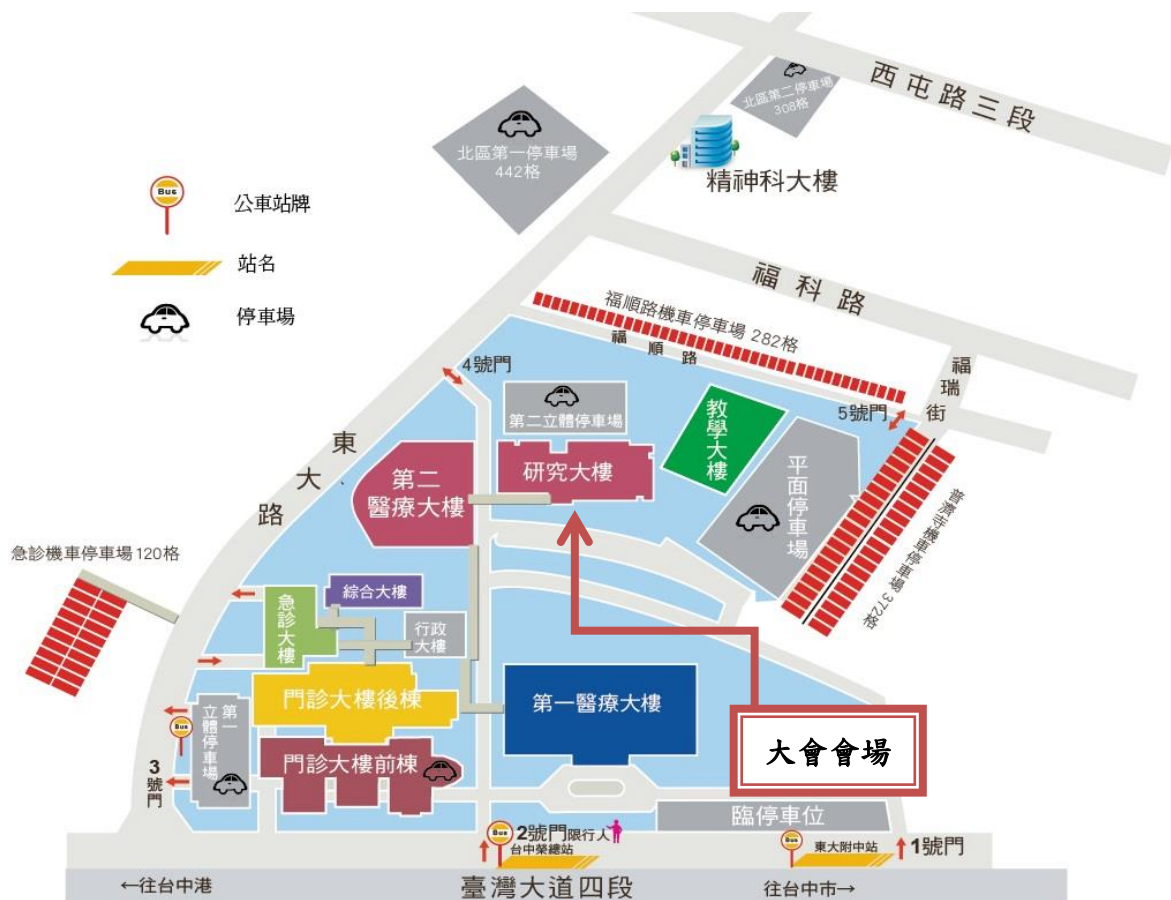 西屯路三段
北區第二停車場
308格
北區第一停車場
442格
精神科大樓
Bus
公車站牌
站名
停車場
福科路
福順路機車停車場 282格
福順路
福瑞街
4號門
5號門
第二立體停車場
教學大樓
平面停車場
研究大樓
第二
醫療大樓
東大路
普濟寺機車停車場 372格
急診機車停車場 120格
綜合大樓
急診大樓
行政
大樓
門診大樓後棟
第一醫療大樓
大會會場
第一
立體停車場
Bus
門診大樓前棟
3
號門
臨停車位
Bus
2號門限行人
台中榮總站
Bus
東大附中站
1號門
←往台中港
臺灣大道四段
往台中市→